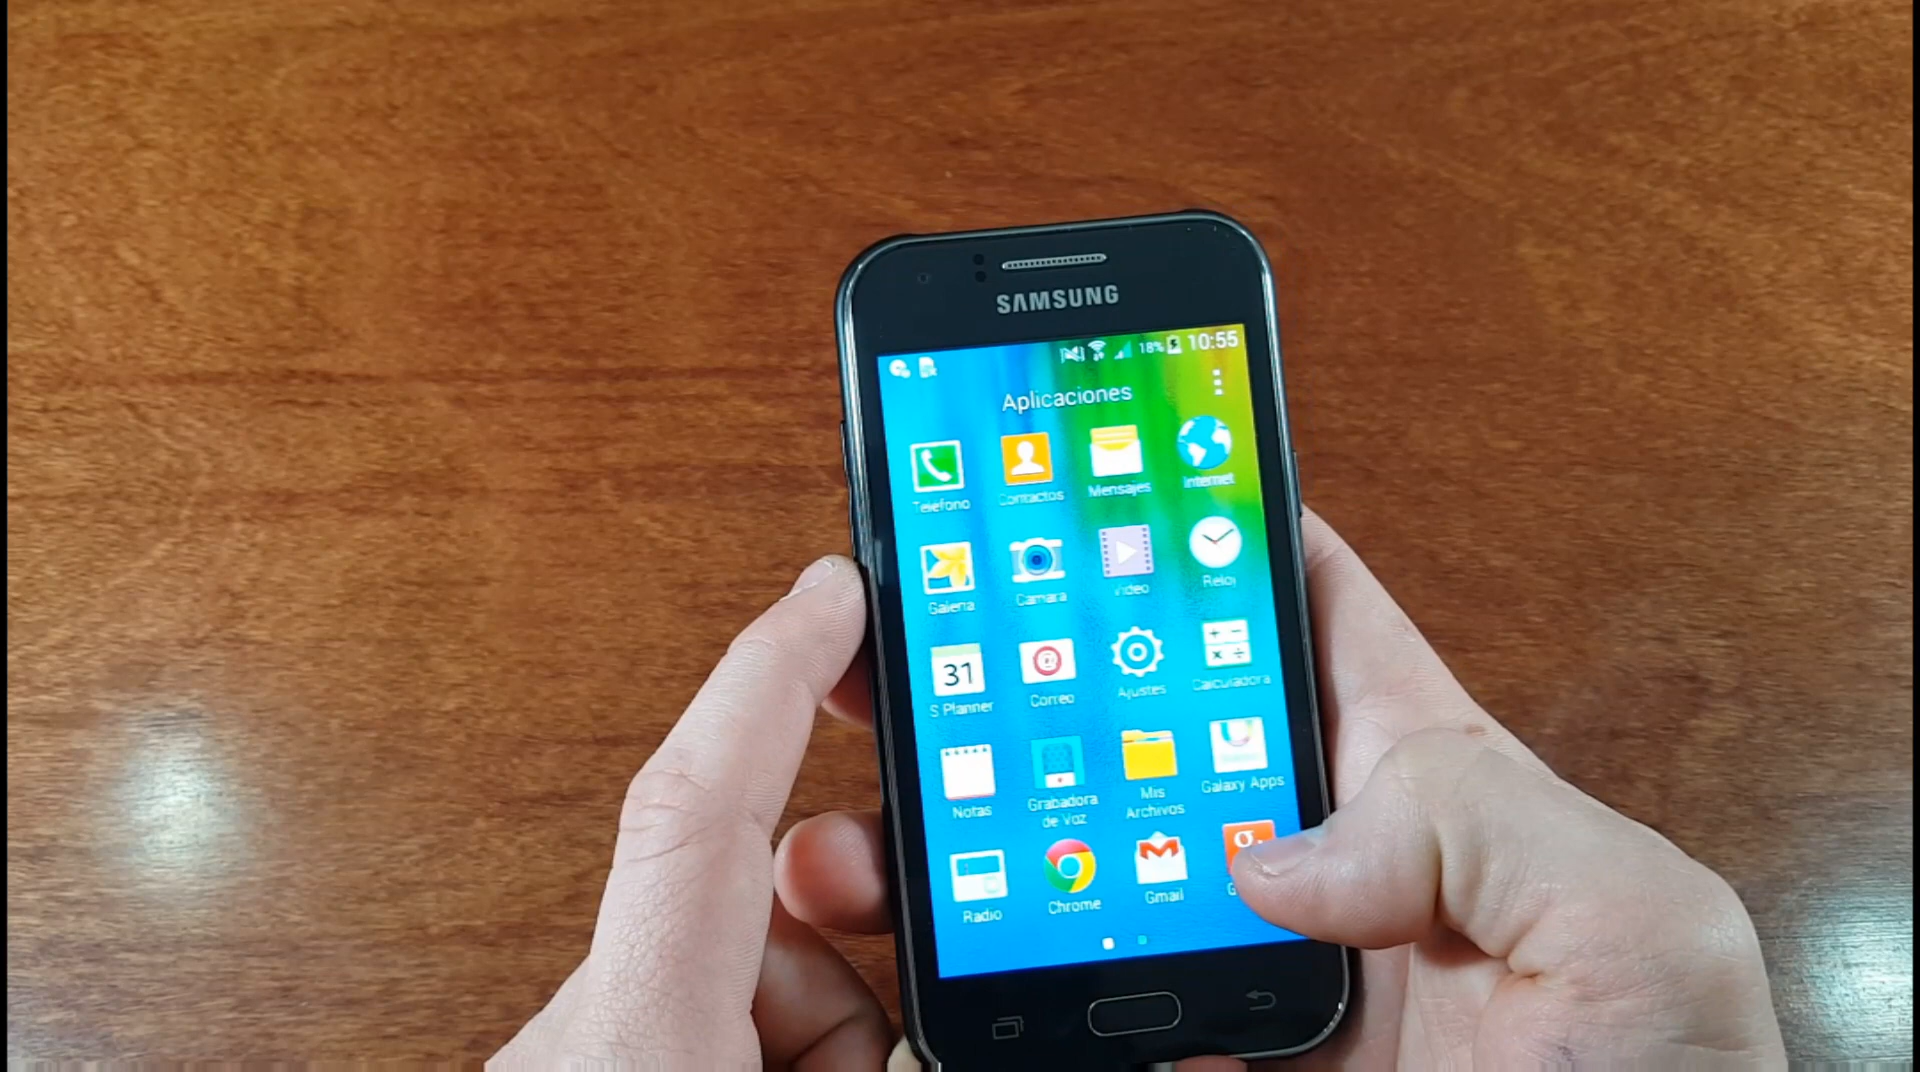 SAMSUNG
18% 10:55
Aplicaciones
Teléfono Contactos Mensajes Internet
Galería Cámara Vídeo Reloj
31
S Planner Correo Ajustes Calculadora
Notas Grabadora de Voz Mis Archivos Galaxy Apps
Radio Chrome Gmail